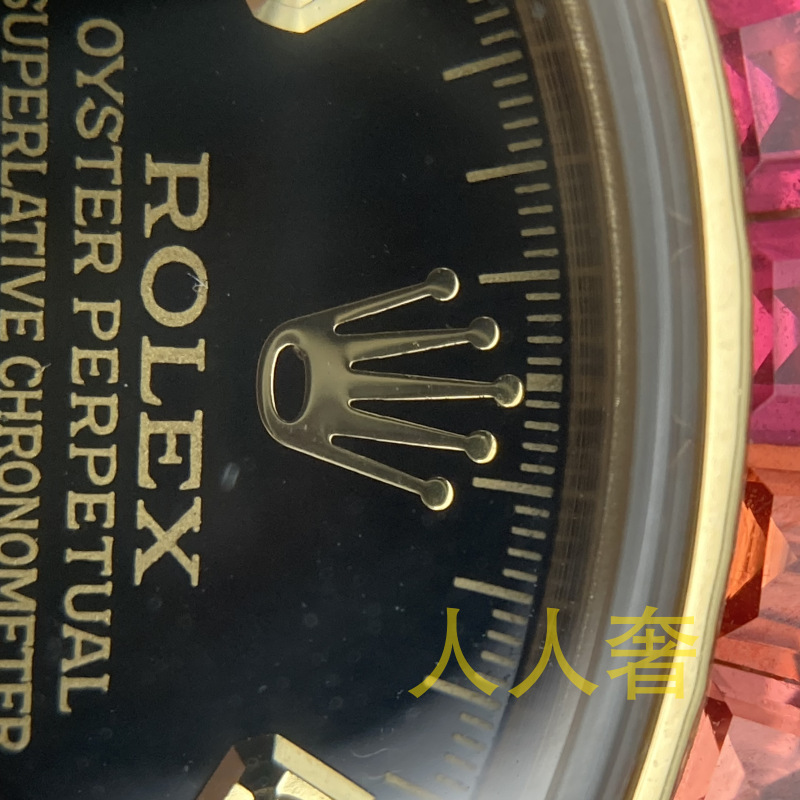 ROLEX
OYSTER PERPETUAL
SUPERLATIVE CHRONOMETER
人人奢